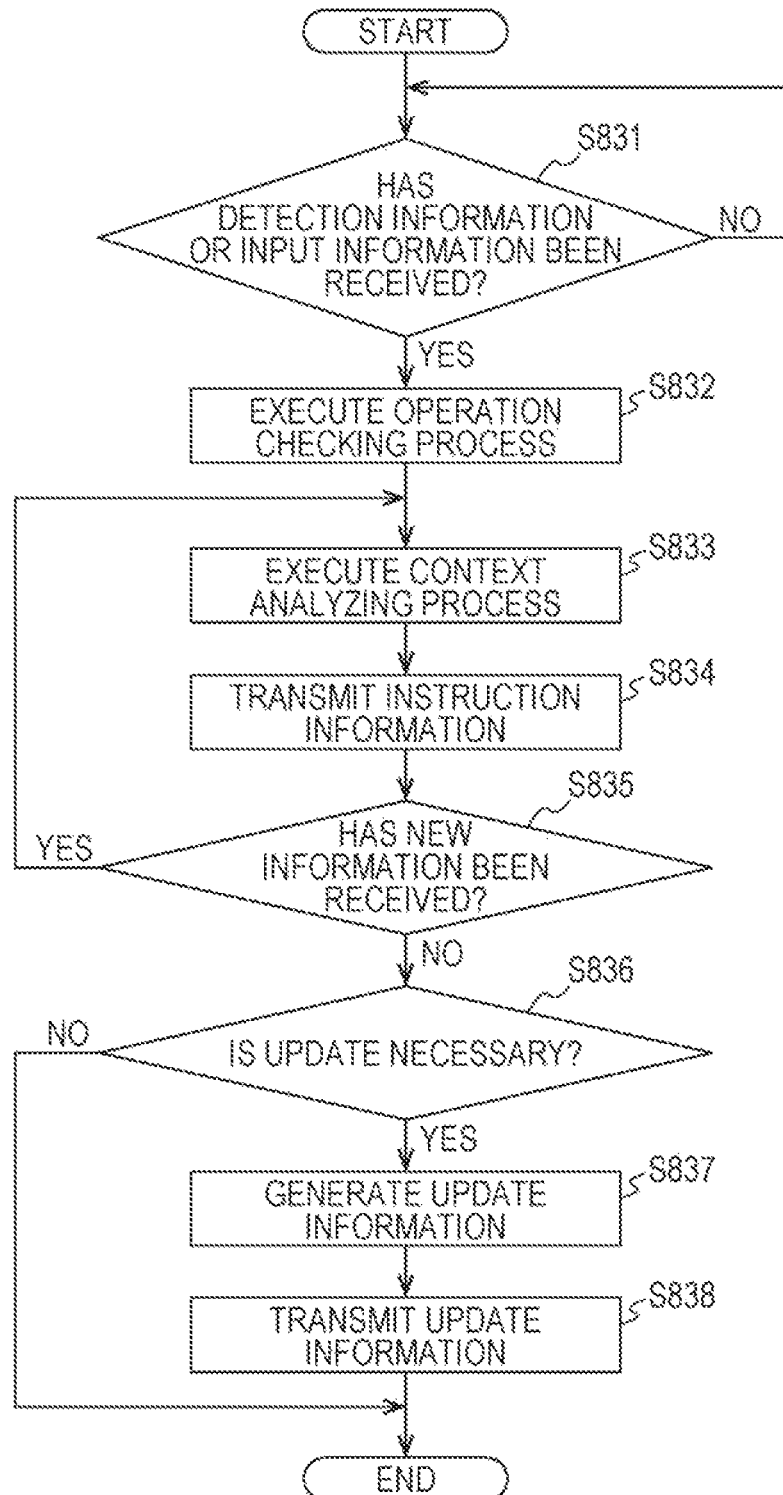 START
S831
HAS
DETECTION INFORMATION
OR INPUT INFORMATION BEEN
RECEIVED?
NO
YES
S832
EXECUTE OPERATION
CHECKING PROCESS
S833
EXECUTE CONTEXT
ANALYZING PROCESS
S834
TRANSMIT INSTRUCTION
INFORMATION
S835
YES
HAS NEW
INFORMATION BEEN
RECEIVED?
NO
S836
NO
IS UPDATE NECESSARY?
YES
S837
GENERATE UPDATE
INFORMATION
S838
TRANSMIT UPDATE
INFORMATION
END